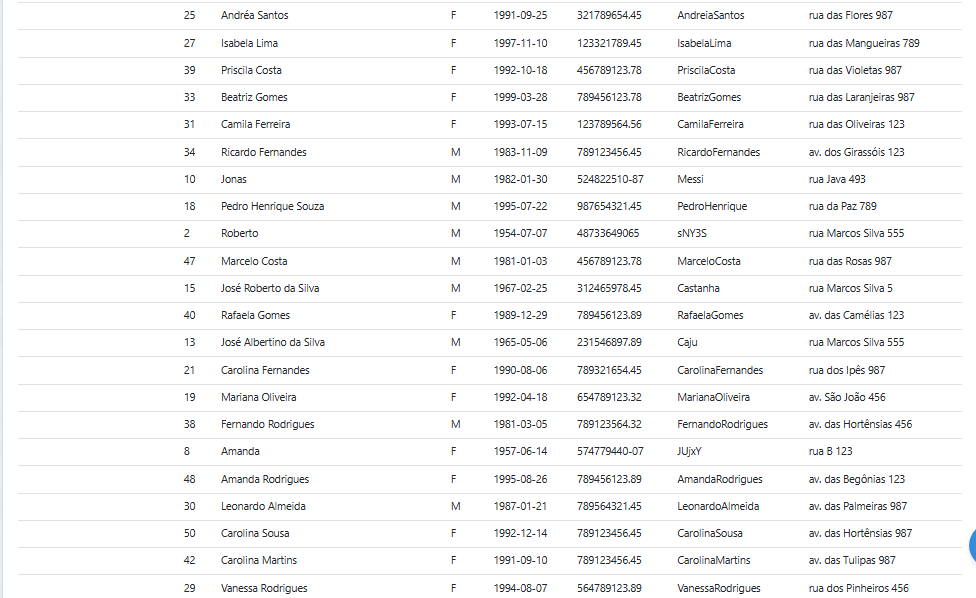 25 Andréa Santos F 1991-09-25 321789654.45 AndreiaSantos rua das Flores 987
27 Isabela Lima F 1997-11-10 123321789.45 IsabelaLima rua das Mangueiras 789
39 Priscila Costa F 1992-10-18 456789123.78 PriscilaCosta rua das Violetas 987
33 Beatriz Gomes F 1999-03-28 789456123.78 BeatrizGomes rua das Laranjeiras 987
31 Camila Ferreira F 1993-07-15 123789564.56 CamilaFerreira rua das Oliveiras 123
34 Ricardo Fernandes M 1983-11-09 789123456.45 RicardoFernandes av. dos Girassóis 123
10 Jonas M 1982-01-30 524822510-87 Messi rua Java 493
18 Pedro Henrique Souza M 1995-07-22 987654321.45 PedroHenrique rua da Paz 789
2 Roberto M 1954-07-07 48733649065 sNY3S rua Marcos Silva 555
47 Marcelo Costa M 1981-01-03 456789123.78 MarceloCosta rua das Rosas 987
15 José Roberto da Silva M 1967-02-25 312465978.45 Castanha rua Marcos Silva 5
40 Rafaela Gomes F 1989-12-29 789456123.89 RafaelaGomes av. das Camélias 123
13 José Albertino da Silva M 1965-05-06 231546897.89 Caju rua Marcos Silva 555
21 Carolina Fernandes F 1990-08-06 789321654.45 CarolinaFernandes rua dos Ipês 987
19 Mariana Oliveira F 1992-04-18 654789123.32 MarianaOliveira av. São João 456
38 Fernando Rodrigues M 1981-03-05 789123564.32 FernandoRodrigues av. das Hortênsias 456
8 Amanda F 1957-06-14 574779440-07 JUjxY rua B 123
48 Amanda Rodrigues F 1995-08-26 789456123.89 AmandaRodrigues av. das Begônias 123
30 Leonardo Almeida M 1987-01-21 789564321.45 LeonardoAlmeida av. das Palmeiras 987
50 Carolina Sousa F 1992-12-14 789123456.45 CarolinaSousa av. das Hortênsias 987
42 Carolina Martins F 1991-09-10 789123456.45 CarolinaMartins av. das Tulipas 987
29 Vanessa Rodrigues F 1994-08-07 564789123.89 VanessaRodrigues rua dos Pinheiros 456